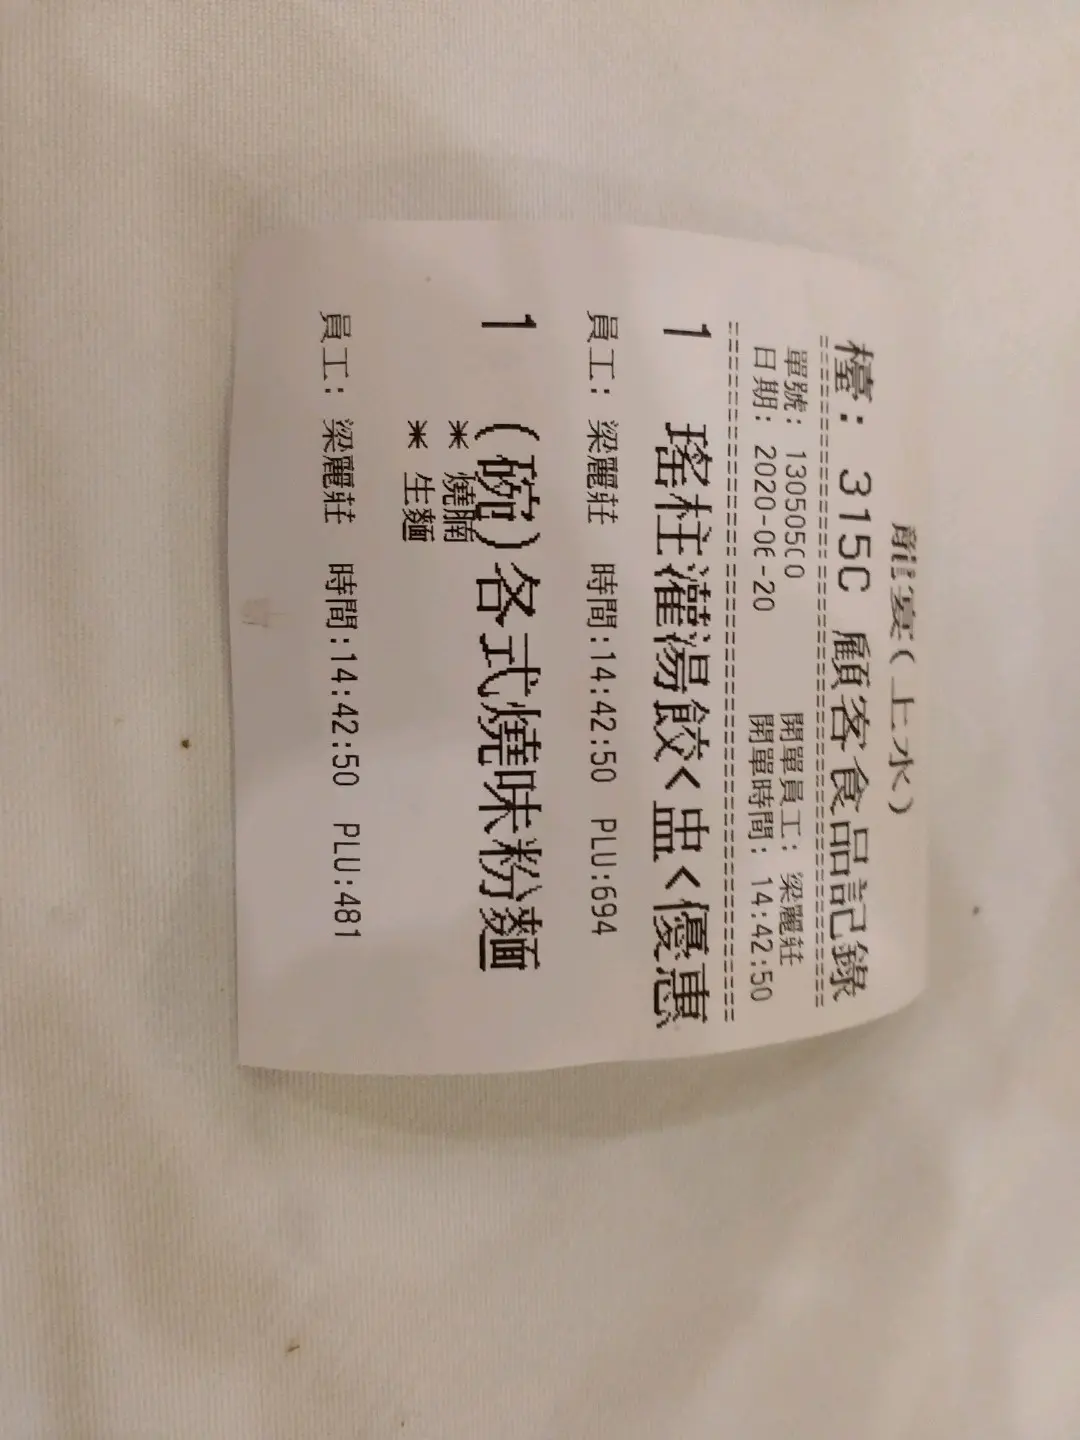 宴(上水)
檯: 315C 顧客食品記錄
單號: 13050500 開單員工: 梁麗莊
日期: 2020-06-20 開單時間: 14:42:50
1 瑤柱灌湯餃<盅<優惠
員工: 梁麗莊 時間:14:42:50 PLU:694
1 (碗)各式燒味粉麵
* 燒腩
* 生麵
員工: 梁麗莊 時間:14:42:50 PLU:481